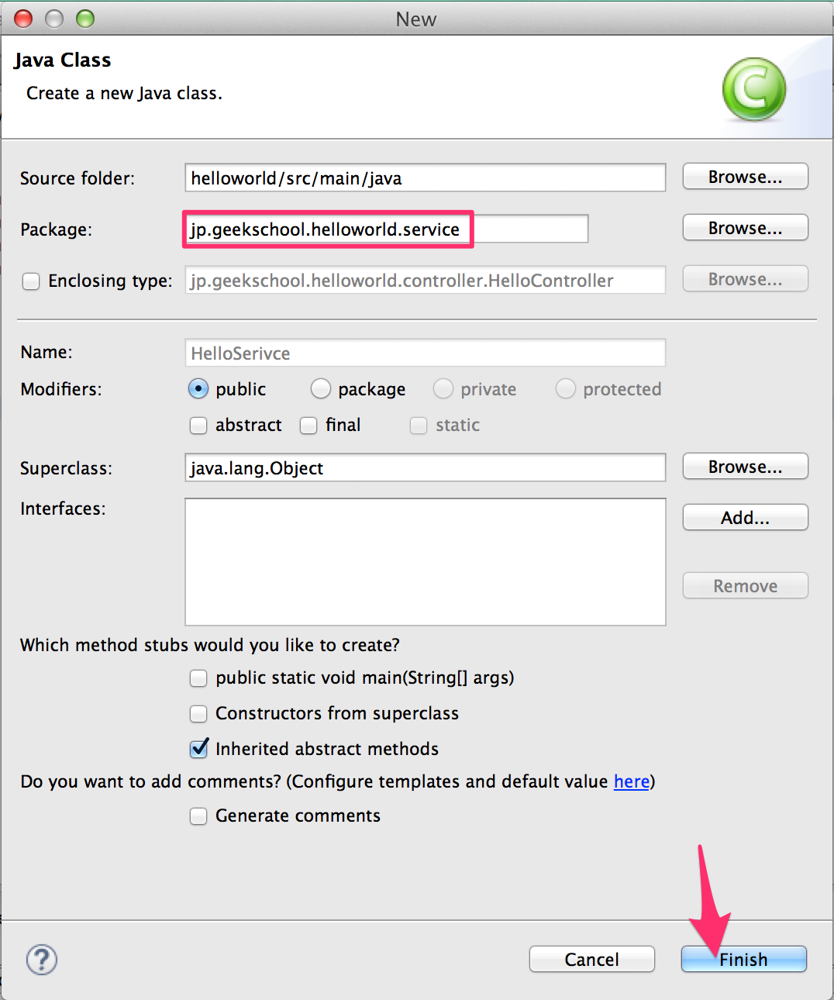 New
Java Class
Create a new Java class.
Source folder: helloworld/src/main/java Browse...
Package: jp.geekschool.helloworld.service Browse...
Enclosing type: jp.geekschool.helloworld.controller.HelloController Browse...
Name: HelloSerivce
Modifiers: public package private protected
abstract final static
Superclass: java.lang.Object Browse...
Interfaces: Add...
Remove
Which method stubs would you like to create?
public static void main(String[] args)
Constructors from superclass
Inherited abstract methods
Do you want to add comments? (Configure templates and default value here)
Generate comments
? Cancel Finish